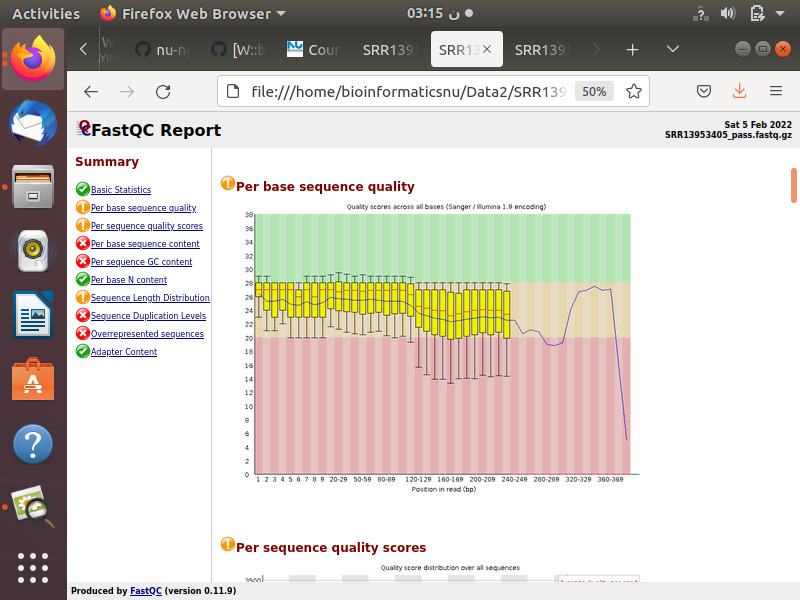 Activities
Firefox Web Browser
03:15 ن
nu-n
[W::b
Cour
SRR139
SRR13
SRR139
file:///home/bioinformaticsnu/Data2/SRR139
50%
FastQC Report
Sat 5 Feb 2022
SRR13953405_pass.fastq.gz
Summary
Basic Statistics
Per base sequence quality
Per sequence quality scores
Per base sequence content
Per sequence GC content
Per base N content
Sequence Length Distribution
Sequence Duplication Levels
Overrepresented sequences
Adapter Content
Per base sequence quality
Quality scores across all bases (Sanger / Illumina 1.9 encoding)
38
36
34
32
30
28
26
24
22
20
18
16
14
12
10
8
6
4
2
0
1 2 3 4 5 6 7 8 9 20-29 50-59 80-89 120-129 160-169 200-209 240-249 280-289 320-329 360-369
Position in read (bp)
Per sequence quality scores
Quality score distribution over all sequences
3500
Produced by FastQC (version 0.11.9)